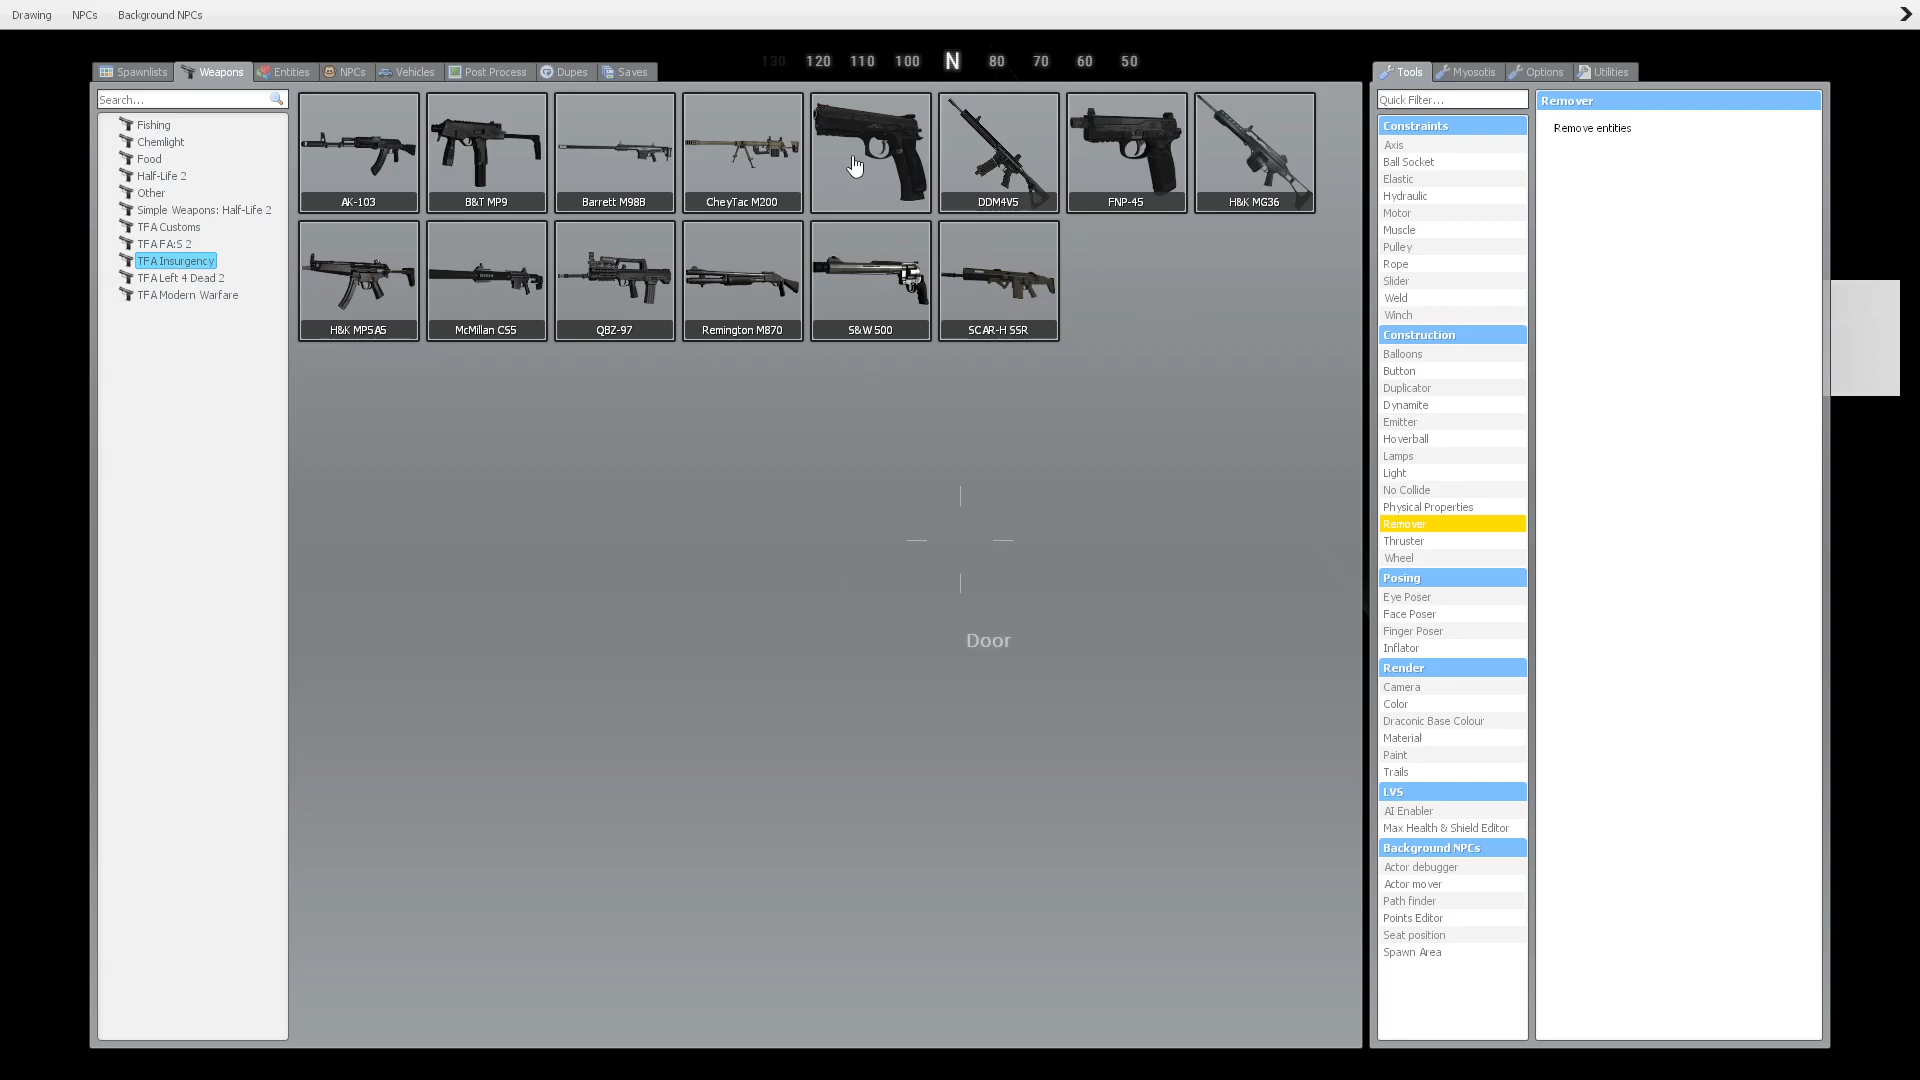 Drawing NPCs Background NPCs
130 120 110 100 N 80 70 60 50
Spawnlists Weapons Entities NPCs Vehicles Post Process Dupes Saves
Search...
Fishing
Chemlight
Food
Half-Life 2
Other
Simple Weapons: Half-Life 2
TFA Customs
TFA FA:S 2
TFA Insurgency
TFA Left 4 Dead 2
TFA Modern Warfare
AK-103 B&T MP9 Barrett M98B CheyTac M200 DDM4V5 FNP-45 H&K MG36
H&K MP5A5 McMillan CS5 QBZ-97 Remington M870 S&W 500 SCAR-H SSR
Door
Tools Myosotis Options Utilities
Quick Filter...
Constraints
Axis
Ball Socket
Elastic
Hydraulic
Motor
Muscle
Pulley
Rope
Slider
Weld
Winch
Construction
Balloons
Button
Duplicator
Dynamite
Emitter
Hoverball
Lamps
Light
No Collide
Physical Properties
Remover
Thruster
Wheel
Posing
Eye Poser
Face Poser
Finger Poser
Inflator
Render
Camera
Color
Draconic Base Colour
Material
Paint
Trails
LVS
AI Enabler
Max Health & Shield Editor
Background NPCs
Actor debugger
Actor mover
Path finder
Points Editor
Seat position
Spawn Area
Remover
Remove entities